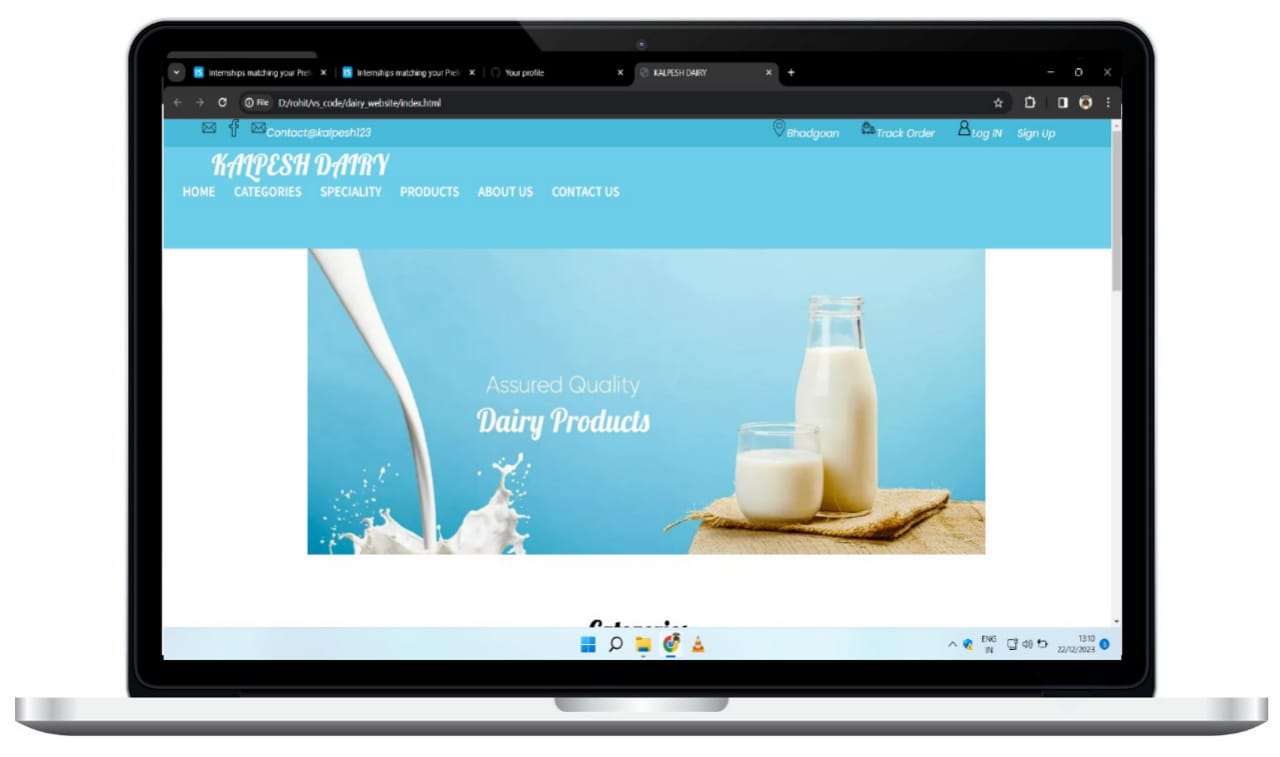 Internships matching your Pref
Internships matching your Pref
Your profile
KALPESH DAIRY
File D:/rohit/vs_code/dairy_website/index.html
Contact@kalpesh123
Bhadgoan
Track Order
Log IN
Sign Up
KALPESH DAIRY
HOME CATEGORIES SPECIALITY PRODUCTS ABOUT US CONTACT US
Assured Quality
Dairy Products
Categories
ENG
IN
13:10
22/12/2023